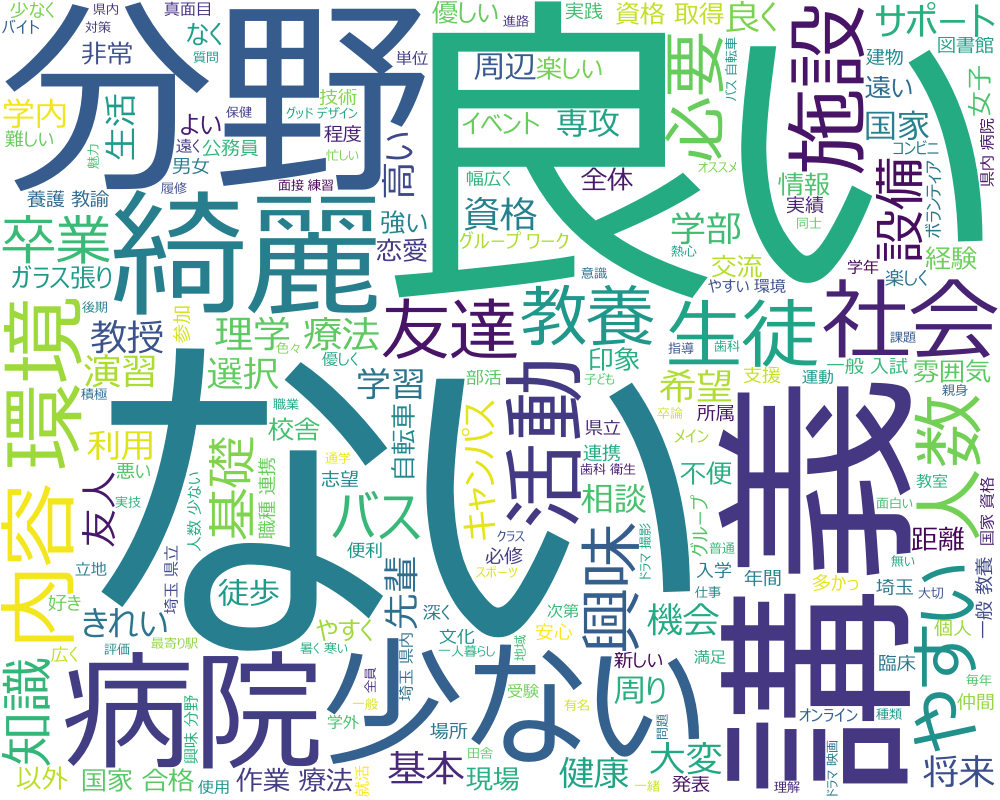 分野
良い
ない
講義
綺麗
病院
少ない
内容
環境
友達
教養
生徒
社会
人数
施設
必要
活動
興味
やすい
設備
卒業
基礎
知識
教授
理学 療法
選択
学習
演習
利用
友人
バス
キャンパス
先輩
徒歩
きれい
基本
現場
健康
大変
周り
機会
将来
希望
相談
印象
学部
資格
専攻
周辺
楽しい
イベント
高い
生活
学内
非常
なく
よい
優しい
良く
サポート
図書館
建物
遠い
国家
女子
情報
経験
交流
全体
幅広く
強い
恋愛
程度
技術
男女
公務員
単位
真面目
少なく
バイト
県内
対策
質問
進路
実践
資格 取得
バス 自転車
コンビニ
ボランティア
県内 病院
オススメ
実績
同士
熱心
やすい 環境
学年
楽しく
一般 入試
雰囲気
課題
親身
運動
支援
歯科
指導
意識
グループ ワーク
面接 練習
グッド デザイン
保健
忙しい
遠く
魅力
難しい
養護 教諭
履修
ガラス張り
後期
参加
色々
優しく
積極
職業
部活
子ども
卒論
所属
メイン
県立
連携
歯科 衛生
自転車
校舎
志望
通学
職種 連携
人数 少ない
悪い
実技
便利
立地
好き
埼玉 県立
最寄り駅
広く
評価
興味 分野
以外
国家 合格
使用
作業 療法
就活
学外
一般
全員
埼玉 県内
暑く 寒い
やすく
深く
文化
一人暮らし
地域
安心
次第
必修
クラス
スポーツ
不便
グループ
ドラマ 撮影
普通
入学
仕事
年間
多かっ
埼玉
無い
大切
面白い
教室
国家 資格
距離
一般 教養
個人
臨床
毎年
仲間
種類
オンライン
満足
新しい
問題
有名
受験
場所
田舎
一緒
発表
理解
ドラマ 映画